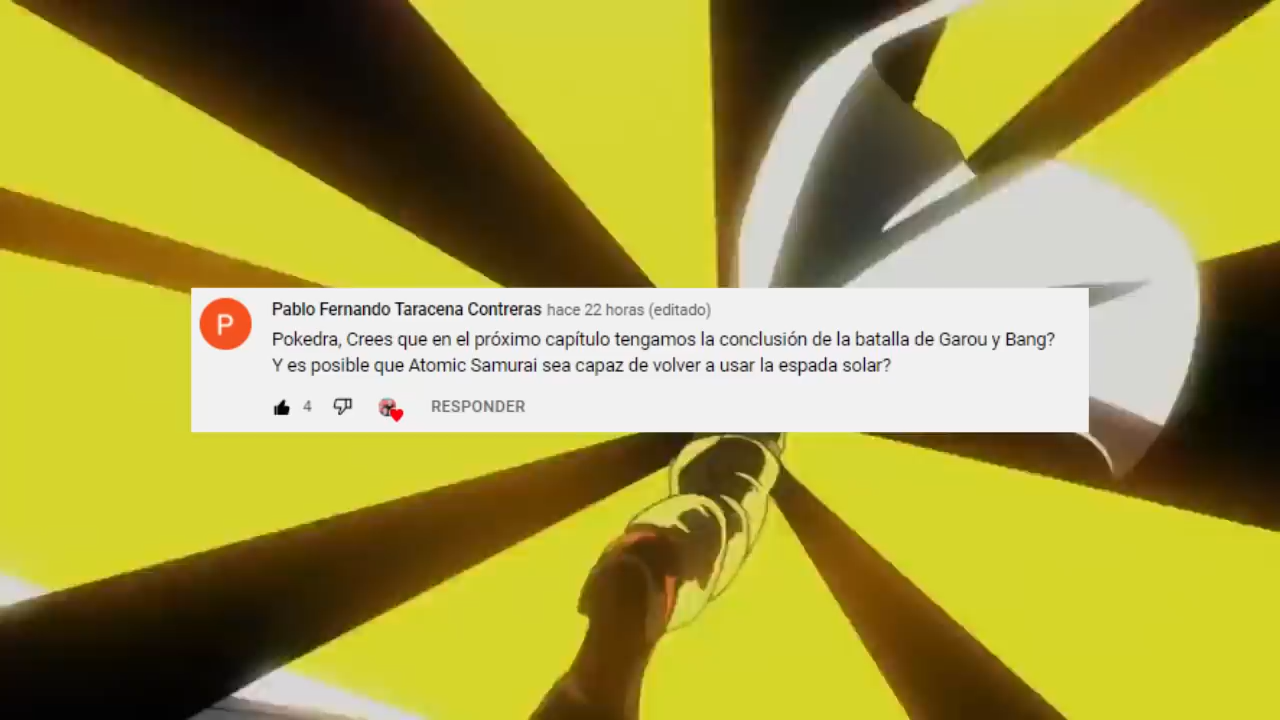 P
Pablo Fernando Taracena Contreras hace 22 horas (editado)
Pokedra, Crees que en el próximo capítulo tengamos la conclusión de la batalla de Garou y Bang?
Y es posible que Atomic Samurai sea capaz de volver a usar la espada solar?
4 RESPONDER